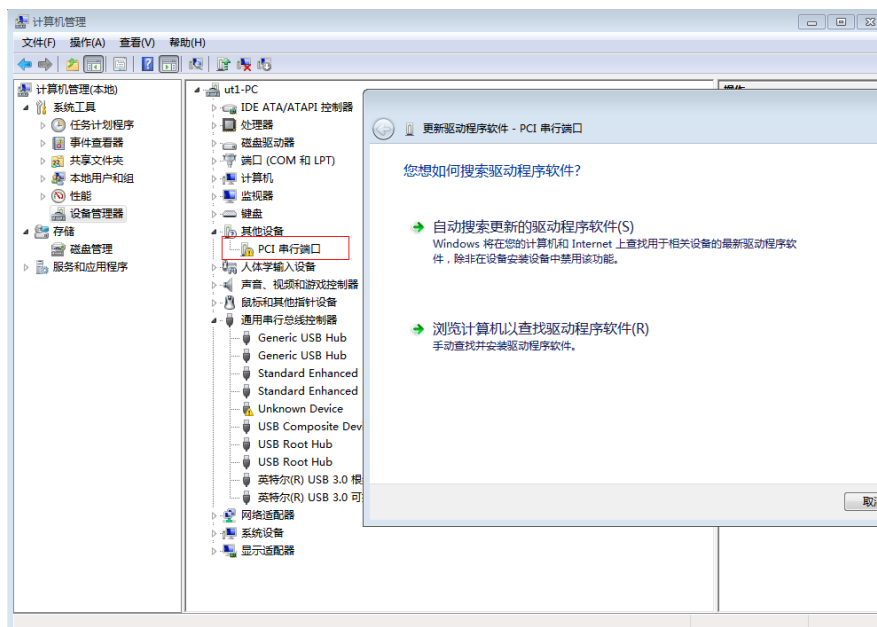 计算机管理
文件(F) 操作(A) 查看(V) 帮助(H)
计算机管理(本地)
系统工具
任务计划程序
事件查看器
共享文件夹
本地用户和组
性能
设备管理器
存储
磁盘管理
服务和应用程序
ut1-PC
IDE ATA/ATAPI 控制器
处理器
磁盘驱动器
端口 (COM 和 LPT)
计算机
监视器
键盘
其他设备
PCI 串行端口
人体学输入设备
声音、视频和游戏控制器
鼠标和其他指针设备
通用串行总线控制器
Generic USB Hub
Generic USB Hub
Standard Enhanced
Standard Enhanced
Unknown Device
USB Composite Dev
USB Root Hub
USB Root Hub
英特尔(R) USB 3.0 根
英特尔(R) USB 3.0 可
网络适配器
系统设备
显示适配器
更新驱动程序软件 - PCI 串行端口
您想如何搜索驱动程序软件?
自动搜索更新的驱动程序软件(S)
Windows 将在您的计算机和 Internet 上查找用于相关设备的最新驱动程序软
件，除非在设备安装设备中禁用该功能。
浏览计算机以查找驱动程序软件(R)
手动查找并安装驱动程序软件。
取